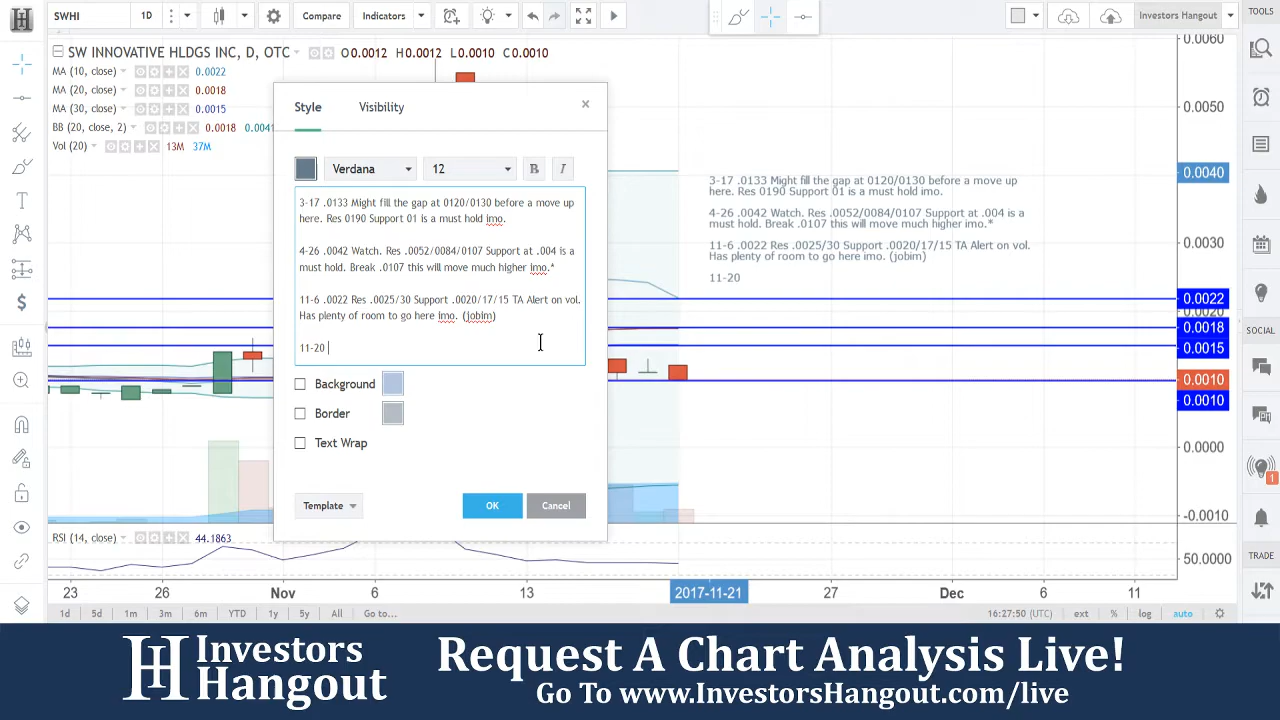 SWHI
1D
Compare
Indicators
Investors Hangout
TOOLS
SW INNOVATIVE HLDGS INC, D, OTC
O0.0012 H0.0012 L0.0010 C0.0010
MA (10, close) 0.0022
MA (20, close) 0.0018
MA (30, close) 0.0015
BB (20, close, 2) 0.0018 0.0041
Vol (20) 13M 37M
Style
Visibility
×
Verdana
12
B
I
3-17 .0133 Might fill the gap at 0120/0130 before a move up
here. Res 0190 Support 01 is a must hold imo.
4-26 .0042 Watch. Res .0052/0084/0107 Support at .004 is a
must hold. Break .0107 this will move much higher imo.*
11-6 .0022 Res .0025/30 Support .0020/17/15 TA Alert on vol.
Has plenty of room to go here imo. (jobim)
11-20
Background
Border
Text Wrap
Template
OK
Cancel
3-17 .0133 Might fill the gap at 0120/0130 before a move up
here. Res 0190 Support 01 is a must hold imo.
4-26 .0042 Watch. Res .0052/0084/0107 Support at .004 is a
must hold. Break .0107 this will move much higher imo.*
11-6 .0022 Res .0025/30 Support .0020/17/15 TA Alert on vol.
Has plenty of room to go here imo. (jobim)
11-20
0.0060
0.0050
0.0040
0.0030
0.0022
0.0020
0.0018
0.0015
0.0010
0.0010
0.0000
-0.0010
50.0000
SOCIAL
1
TRADE
RSI (14, close) 44.1863
23
26
Nov
6
13
2017-11-21
27
Dec
6
11
1d
5d
1m
3m
6m
YTD
1y
5y
All
Go to...
16:27:50 (UTC)
ext
%
log
auto
Investors
Hangout
Request A Chart Analysis Live!
Go To www.InvestorsHangout.com/live